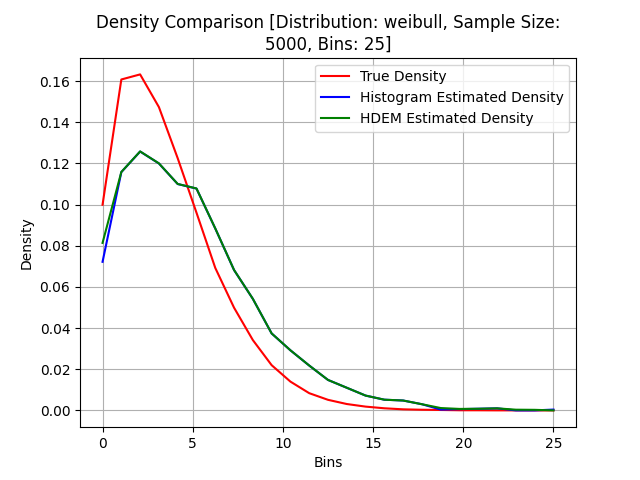 Density Comparison [Distribution: weibull, Sample Size:
5000, Bins: 25]
True Density
Histogram Estimated Density
HDEM Estimated Density
Density
0.16
0.14
0.12
0.10
0.08
0.06
0.04
0.02
0.00
0 5 10 15 20 25
Bins